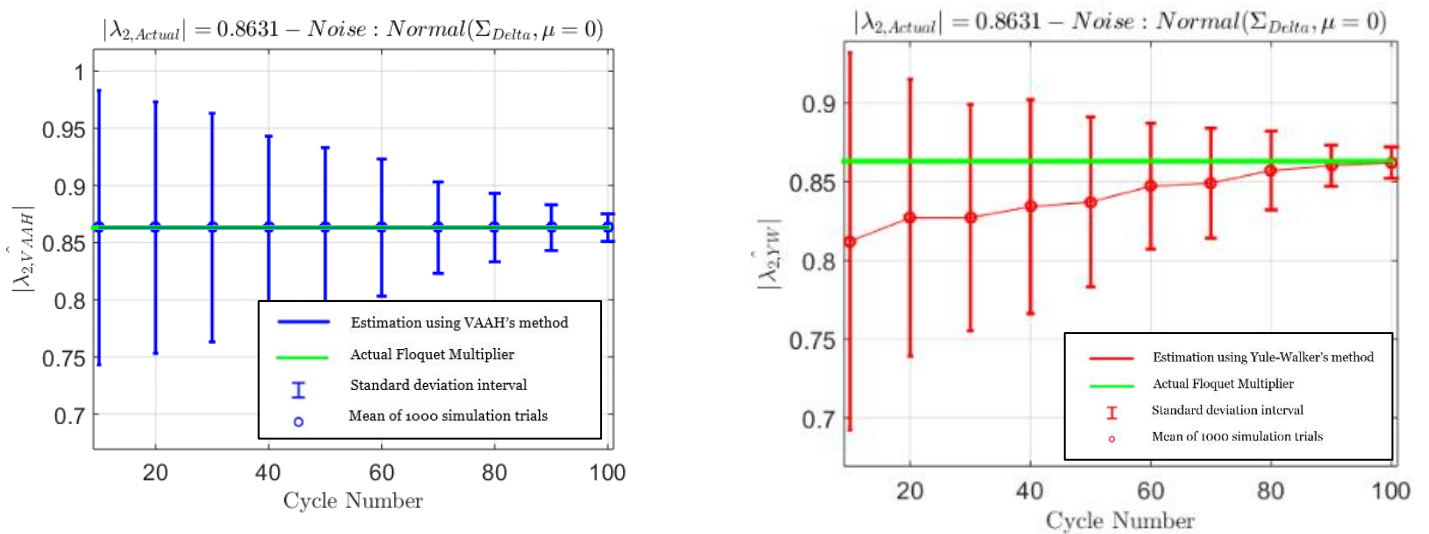 |λ2,Actual| = 0.8631 − Noise : Normal(ΣDelta, μ = 0)
1
0.95
0.9
0.85
0.8
0.75
0.7
|λ̂2,VAAH|
Estimation using VAAH's method
Actual Floquet Multiplier
Standard deviation interval
Mean of 1000 simulation trials
20 40 60 80 100
Cycle Number
|λ2,Actual| = 0.8631 − Noise : Normal(ΣDelta, μ = 0)
0.9
0.85
0.8
0.75
0.7
|λ̂2,YW|
Estimation using Yule-Walker's method
Actual Floquet Multiplier
Standard deviation interval
Mean of 1000 simulation trials
20 40 60 80 100
Cycle Number